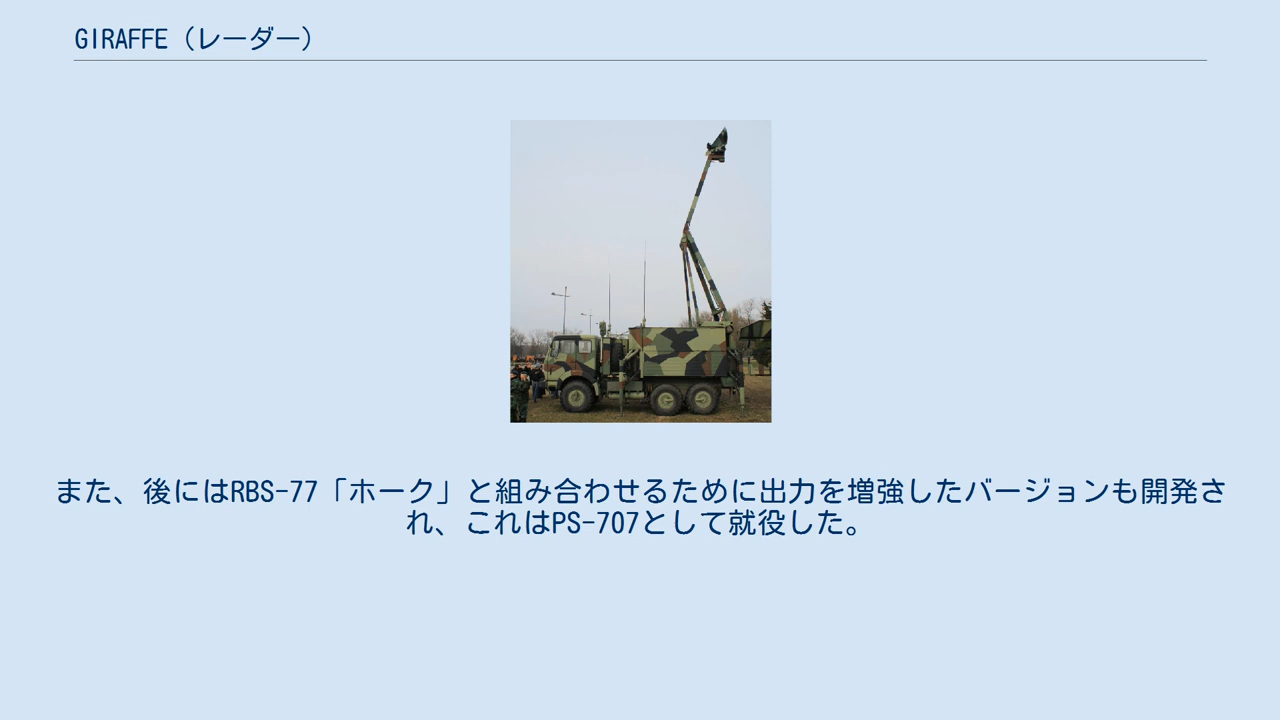 GIRAFFE（レーダー）
また、後にはRBS-77「ホーク」と組み合わせるために出力を増強したバージョンも開発さ
れ、これはPS-707として就役した。